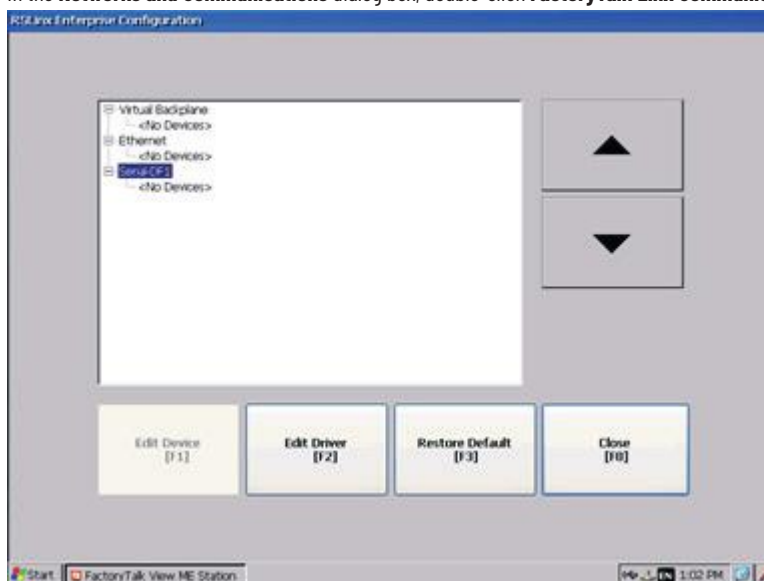 RSLinx Enterprise Configuration
Virtual Backplane
<No Devices>
Ethernet
<No Devices>
Serial-DF1
<No Devices>
Edit Device
[F1]
Edit Driver
[F2]
Restore Default
[F3]
Close
[F8]
Start
FactoryTalk View ME Station
EN
1:02 PM